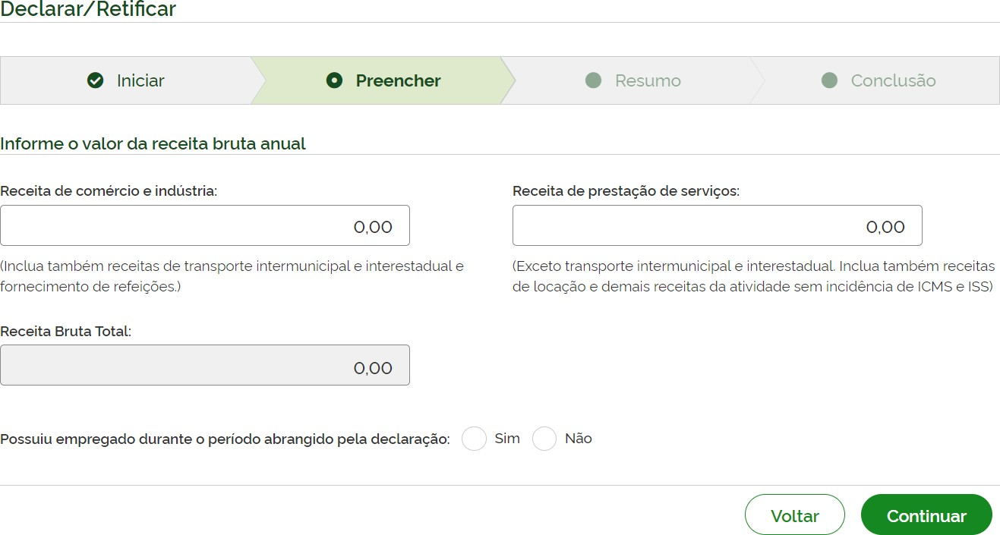 Declarar/Retificar
Iniciar
Preencher
Resumo
Conclusão
Informe o valor da receita bruta anual
Receita de comércio e indústria:
0,00
(Inclua também receitas de transporte intermunicipal e interestadual e
fornecimento de refeições.)
Receita de prestação de serviços:
0,00
(Exceto transporte intermunicipal e interestadual. Inclua também receitas
de locação e demais receitas da atividade sem incidência de ICMS e ISS)
Receita Bruta Total:
0,00
Possuiu empregado durante o período abrangido pela declaração: Sim Não
Voltar
Continuar